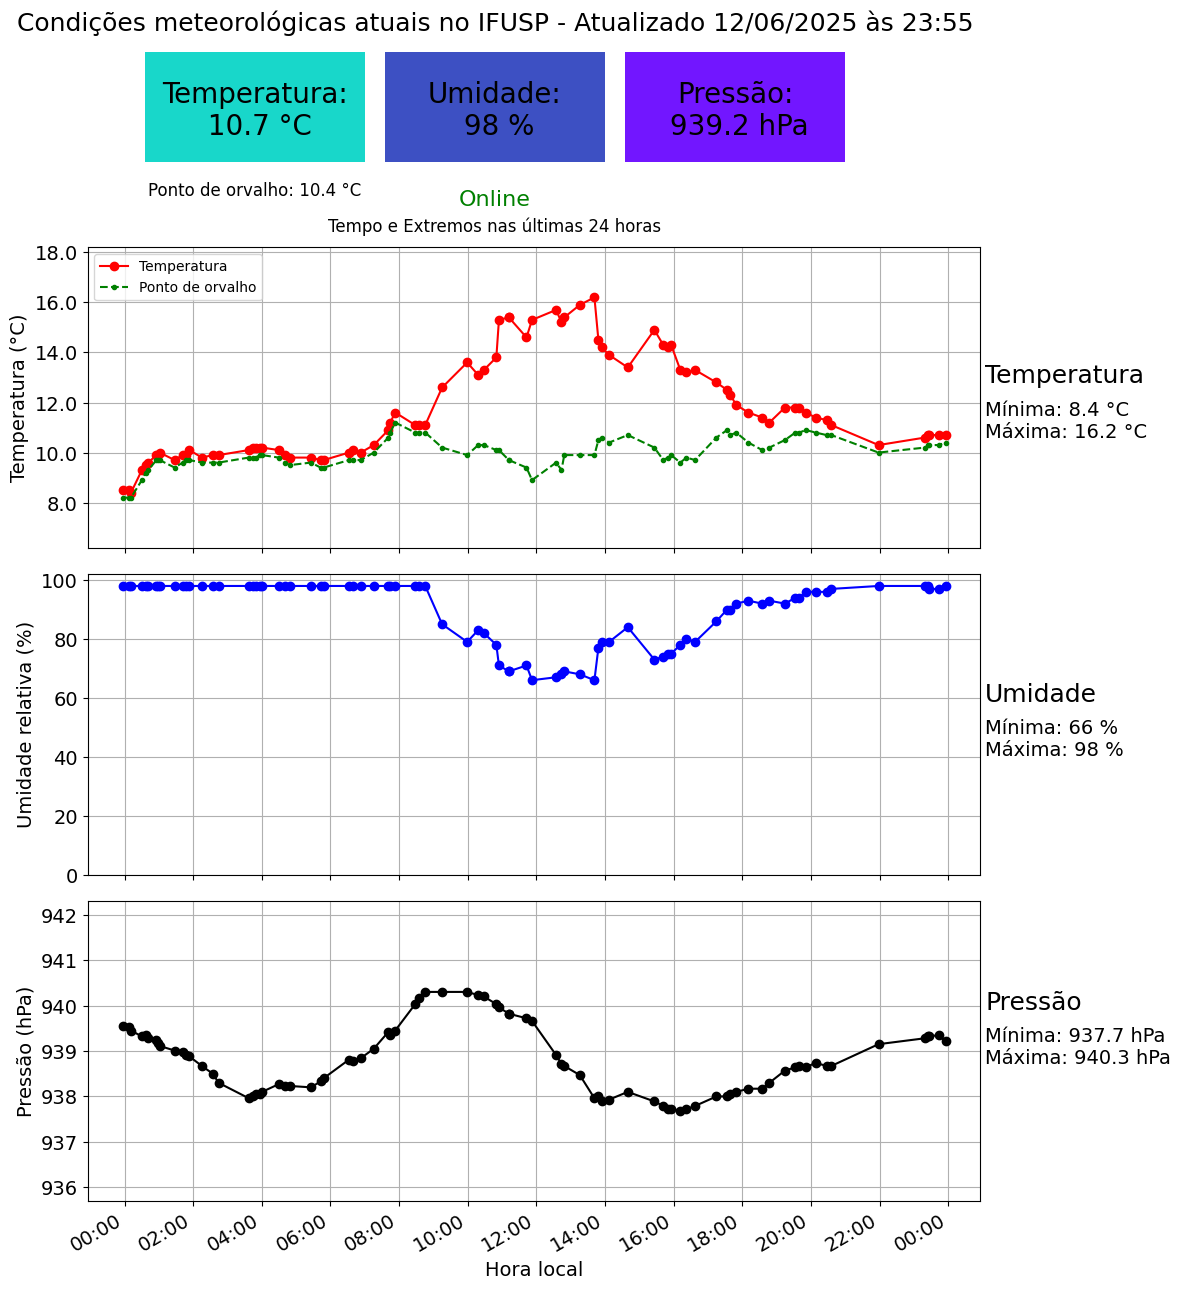 Condições meteorológicas atuais no IFUSP - Atualizado 12/06/2025 às 23:55
Temperatura:
10.7 °C
Umidade:
98 %
Pressão:
939.2 hPa
Ponto de orvalho: 10.4 °C
Online
Tempo e Extremos nas últimas 24 horas
Temperatura (°C)
18.0
16.0
14.0
12.0
10.0
8.0
Temperatura
Ponto de orvalho
Temperatura
Mínima: 8.4 °C
Máxima: 16.2 °C
Umidade relativa (%)
100
80
60
40
20
0
Umidade
Mínima: 66 %
Máxima: 98 %
Pressão (hPa)
942
941
940
939
938
937
936
Pressão
Mínima: 937.7 hPa
Máxima: 940.3 hPa
00:00 02:00 04:00 06:00 08:00 10:00 12:00 14:00 16:00 18:00 20:00 22:00 00:00
Hora local